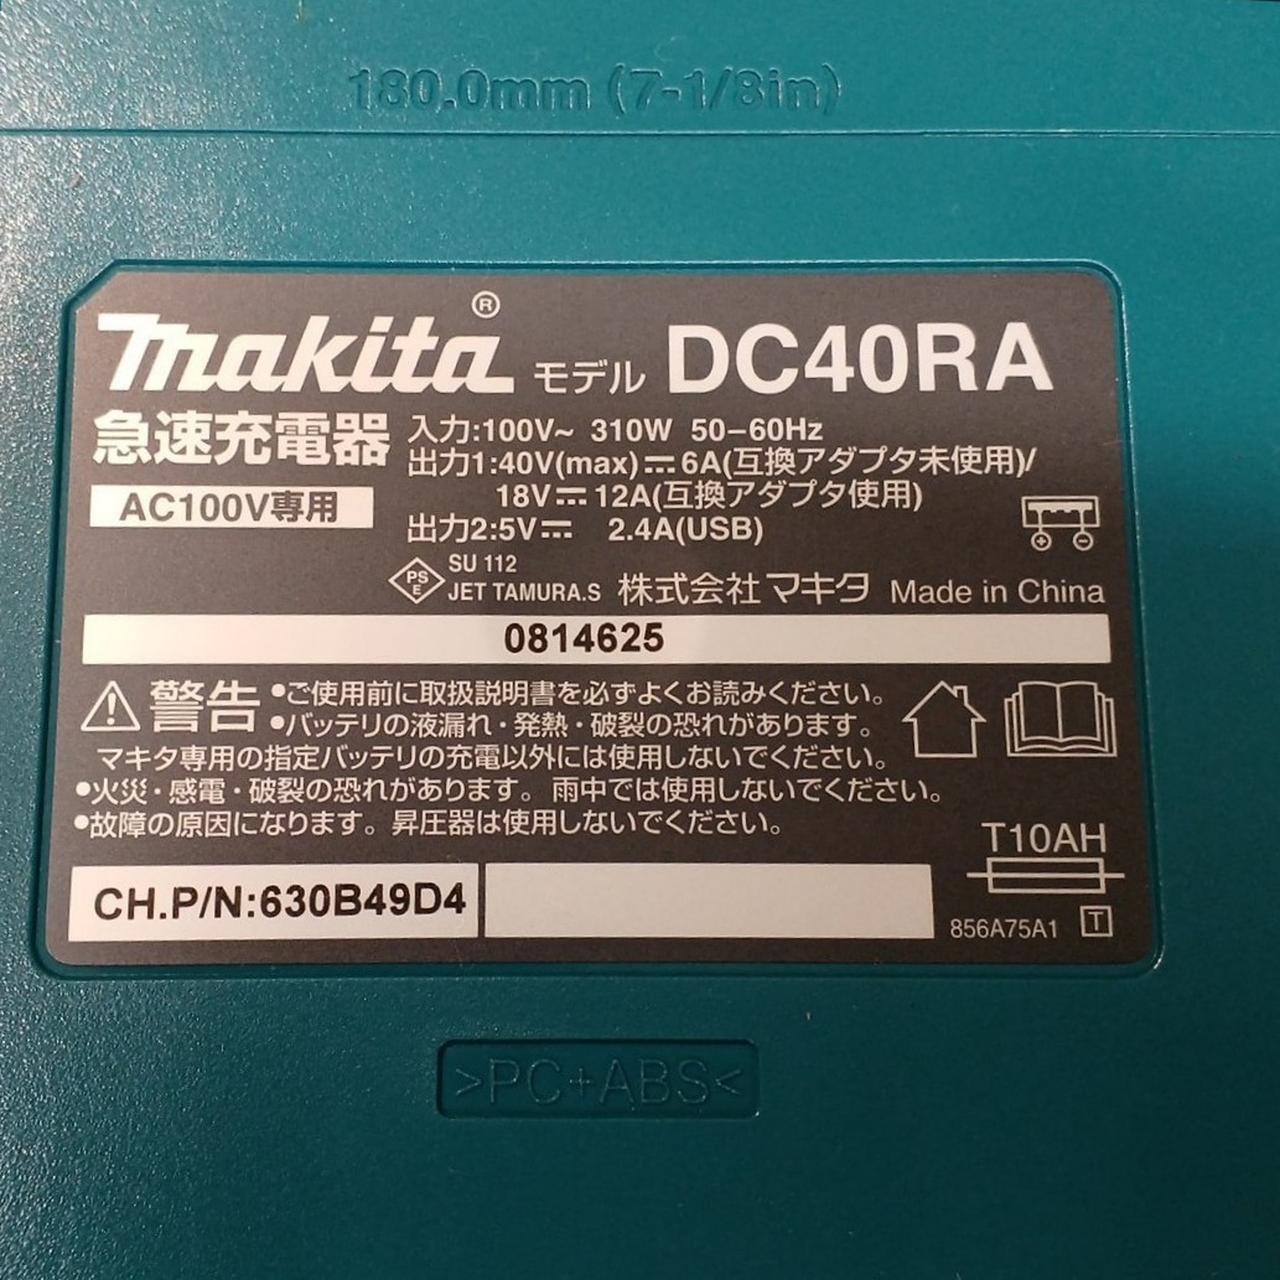 180.0mm (7-1/8in)
makita® モデル DC40RA
急速充電器
AC100V専用
入力:100V~ 310W 50-60Hz
出力1:40V(max)⎓6A(互換アダプタ未使用)/
18V⎓12A(互換アダプタ使用)
出力2:5V⎓ 2.4A(USB)
PS
E
SU 112
JET TAMURA.S 株式会社マキタ Made in China
0814625
警告 •ご使用前に取扱説明書を必ずよくお読みください。
•バッテリの液漏れ・発熱・破裂の恐れがあります。
マキタ専用の指定バッテリの充電以外には使用しないでください。
•火災・感電・破裂の恐れがあります。雨中では使用しないでください。
•故障の原因になります。昇圧器は使用しないでください。
T10AH
CH.P/N:630B49D4
856A75A1 T
>PC+ABS<